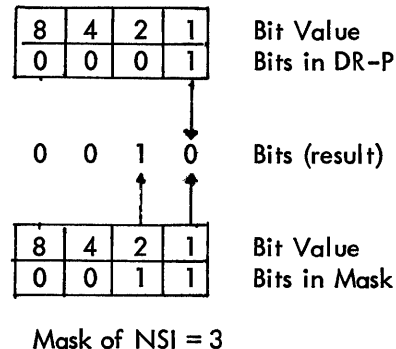 8 4 2 1 Bit Value
0 0 0 1 Bits in DR-P
0 0 1 0 Bits (result)
8 4 2 1 Bit Value
0 0 1 1 Bits in Mask
Mask of NSI = 3